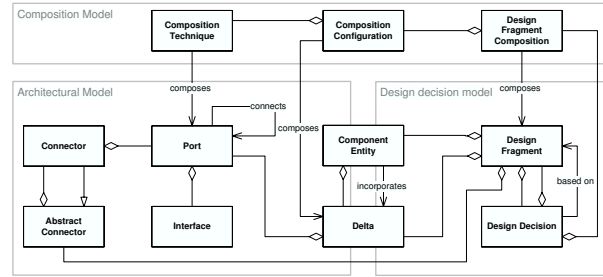 Composition Model
Composition
Technique
Composition
Configuration
Design
Fragment
Composition
composes
composes
Architectural Model
Design decision model
connects
composes
Connector
Port
Component
Entity
Design
Fragment
incorporates
based on
Abstract
Connector
Interface
Delta
Design Decision